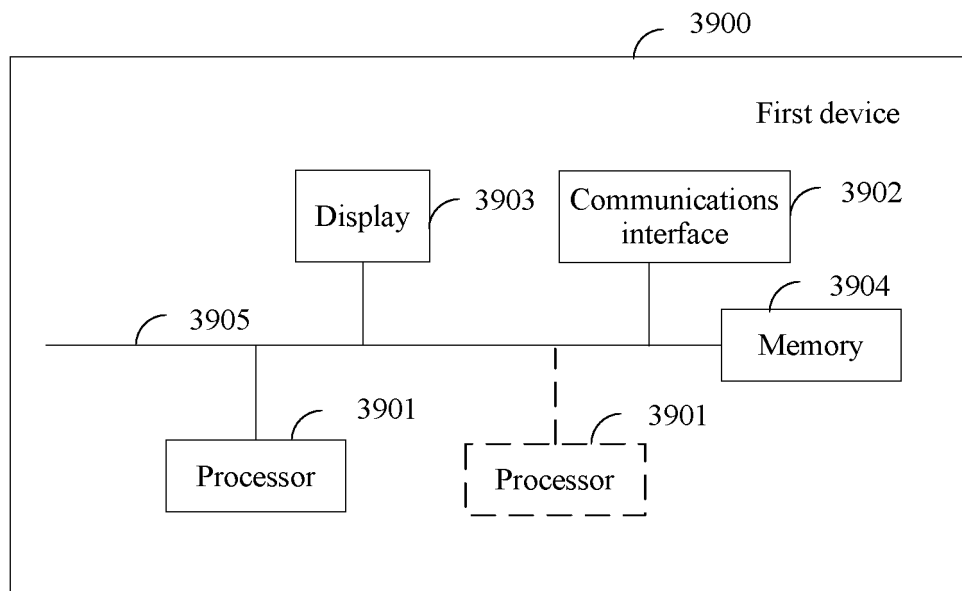 3900
First device
Display
3903
Communications
interface
3902
3904
Memory
3905
3901
Processor
3901
Processor